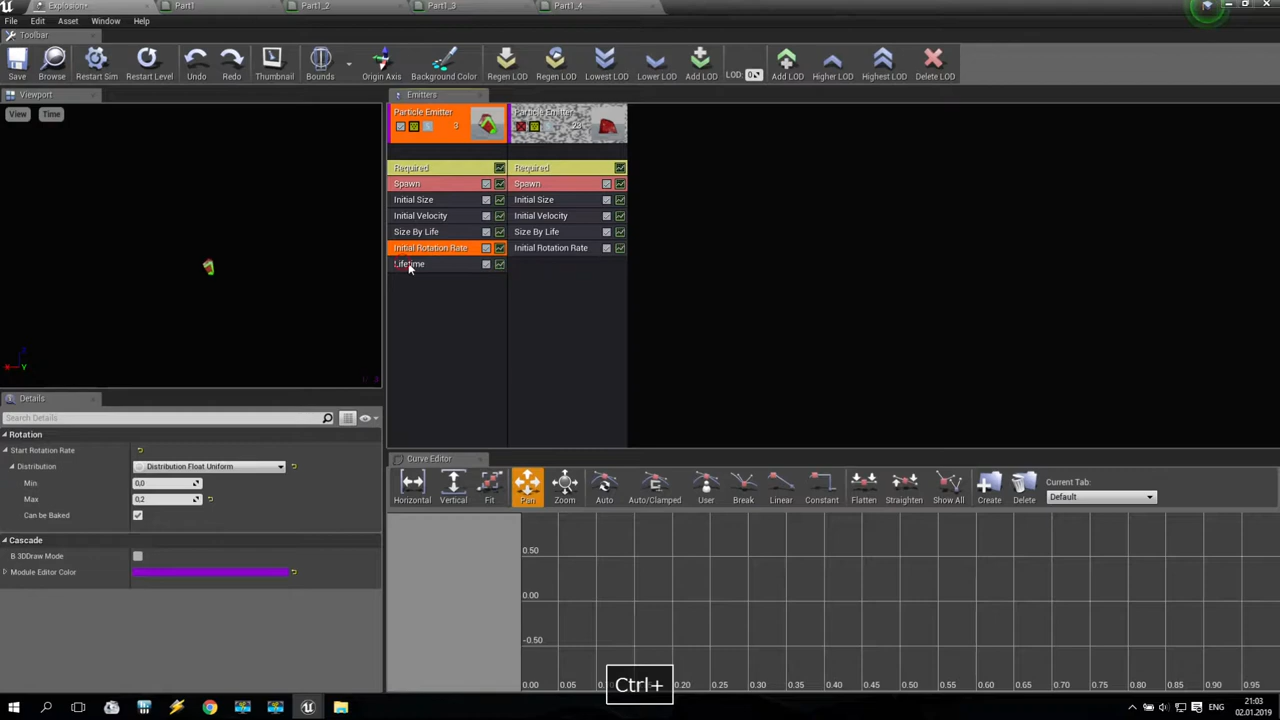 Explosion*
Part1
Part1_2
Part1_3
Part1_4
File Edit Asset Window Help
Toolbar
Save Browse Restart Sim Restart Level Undo Redo Thumbnail Bounds Origin Axis Background Color Regen LOD Regen LOD Lowest LOD Lower LOD Add LOD LOD: 0 Add LOD Higher LOD Highest LOD Delete LOD
Viewport
View Time
Emitters
Particle Emitter
3
Particle Emitter
Required
Spawn
Initial Size
Initial Velocity
Size By Life
Initial Rotation Rate
Lifetime
Required
Spawn
Initial Size
Initial Velocity
Size By Life
Initial Rotation Rate
Details
Search Details
Rotation
Start Rotation Rate
Distribution Distribution Float Uniform
Min 0,0
Max 0,2
Can be Baked
Cascade
B 3DDraw Mode
Module Editor Color
Curve Editor
Horizontal Vertical Fit Pan Zoom Auto Auto/Clamped User Break Linear Constant Flatten Straighten Show All Create Delete
Current Tab:
Default
0.50
0.00
-0.50
0.00 0.05 0.20 0.25 0.30 0.35 0.40 0.45 0.50 0.55 0.60 0.65 0.70 0.75 0.80 0.85 0.90 0.95
Ctrl+
ENG
21:03
02.01.2019